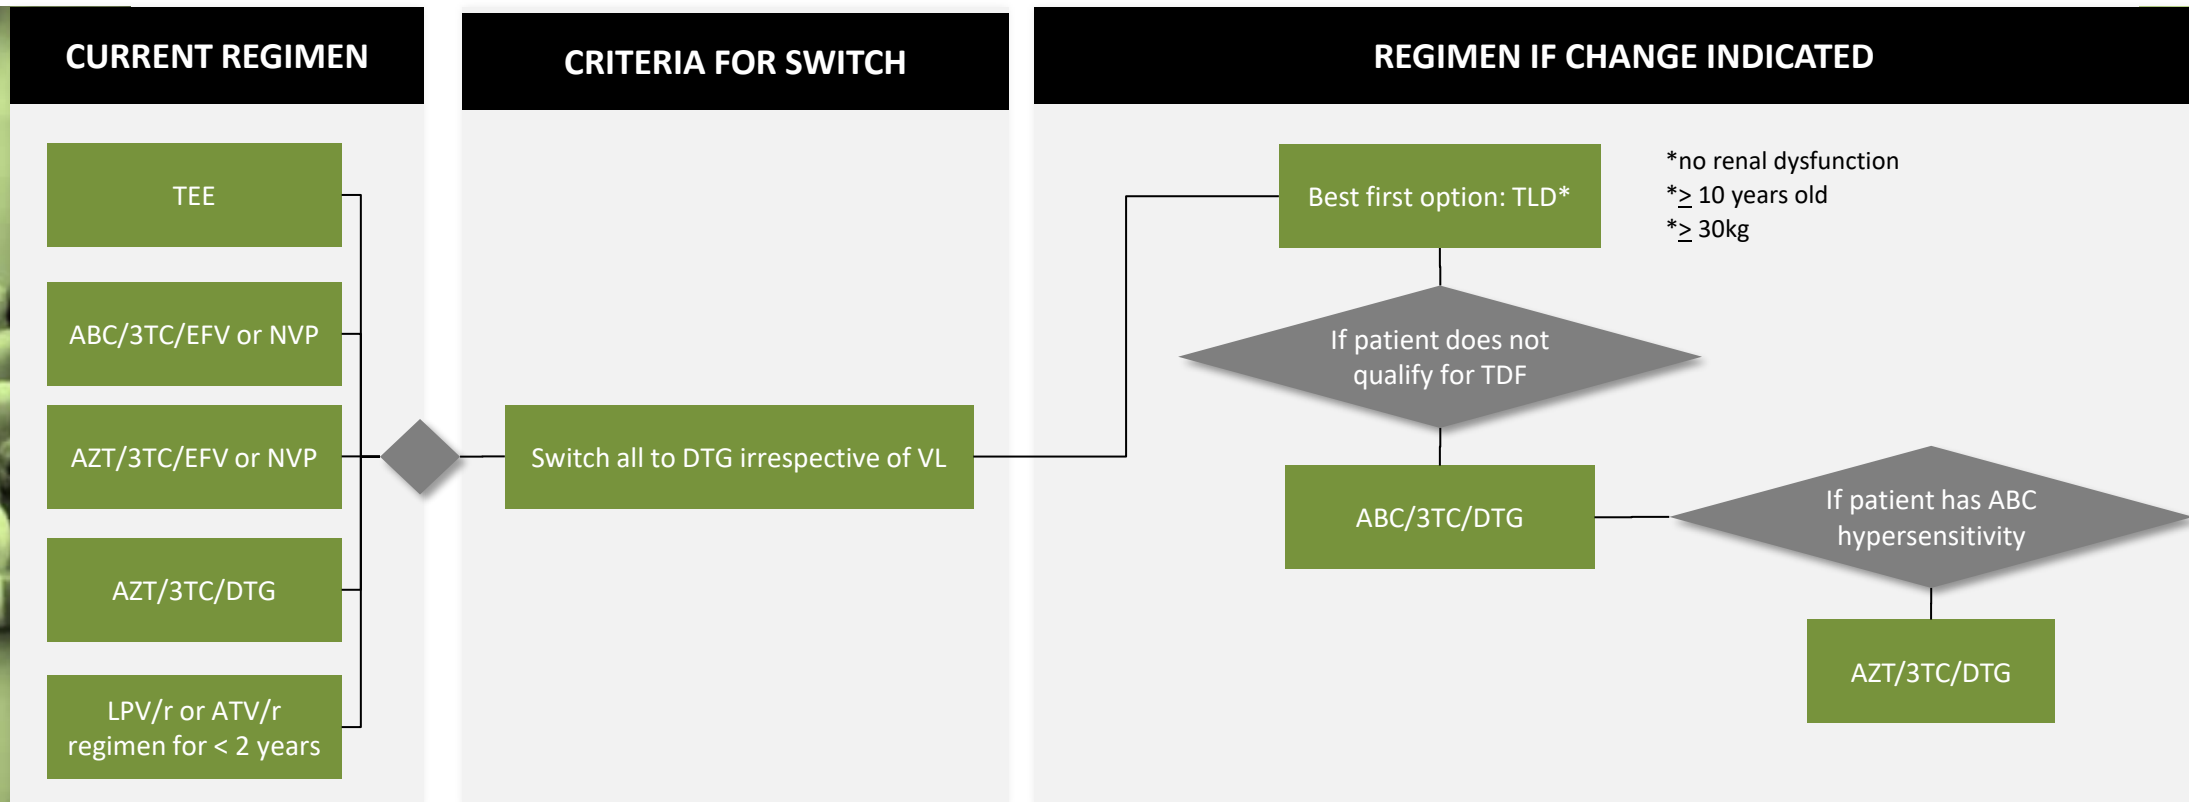 CURRENT REGIMEN
TEE
ABC/3TC/EFV or NVP
AZT/3TC/EFV or NVP
AZT/3TC/DTG
LPV/r or ATV/r
regimen for < 2 years
CRITERIA FOR SWITCH
Switch all to DTG irrespective of VL
REGIMEN IF CHANGE INDICATED
Best first option: TLD*
*no renal dysfunction
*≥ 10 years old
*≥ 30kg
If patient does not
qualify for TDF
ABC/3TC/DTG
If patient has ABC
hypersensitivity
AZT/3TC/DTG